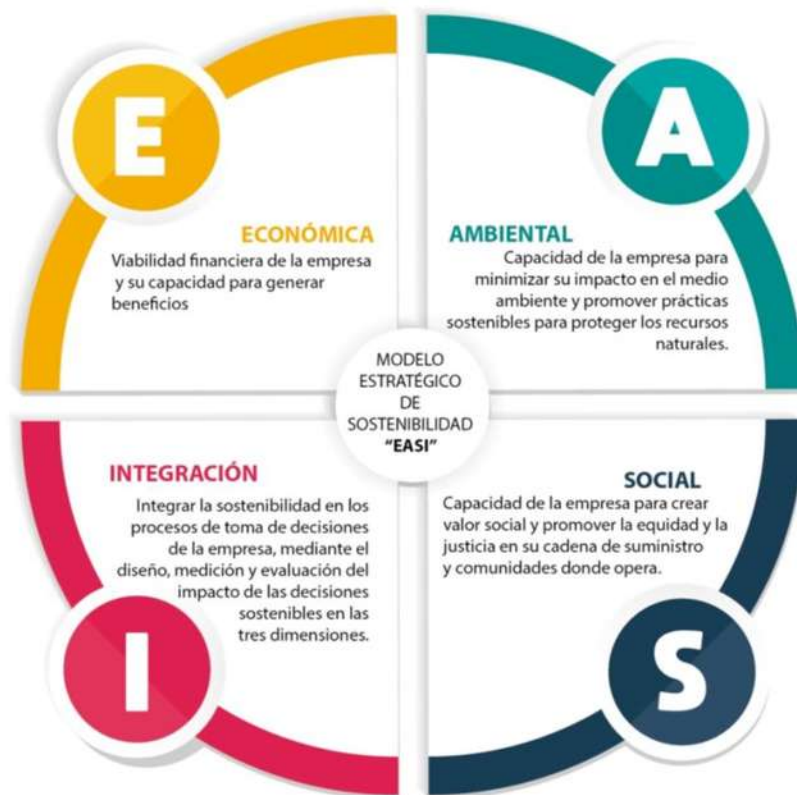 E
ECONÓMICA
Viabilidad financiera de la empresa
y su capacidad para generar
beneficios
A
AMBIENTAL
Capacidad de la empresa para
minimizar su impacto en el medio
ambiente y promover prácticas
sostenibles para proteger los recursos
naturales.
MODELO
ESTRATÉGICO
DE
SOSTENIBILIDAD
"EASI"
INTEGRACIÓN
Integrar la sostenibilidad en los
procesos de toma de decisiones
de la empresa, mediante el
diseño, medición y evaluación del
impacto de las decisiones
sostenibles en las
tres dimensiones.
I
SOCIAL
Capacidad de la empresa para crear
valor social y promover la equidad y la
justicia en su cadena de suministro
y comunidades donde opera.
S